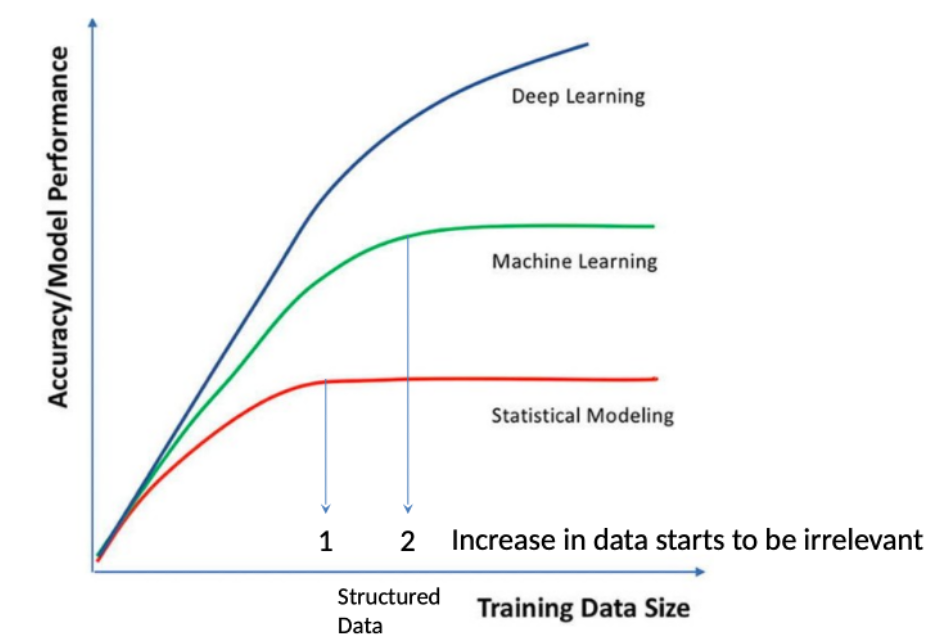 Accuracy/Model Performance
Deep Learning
Machine Learning
Statistical Modeling
1
2
Increase in data starts to be irrelevant
Structured
Data
Training Data Size